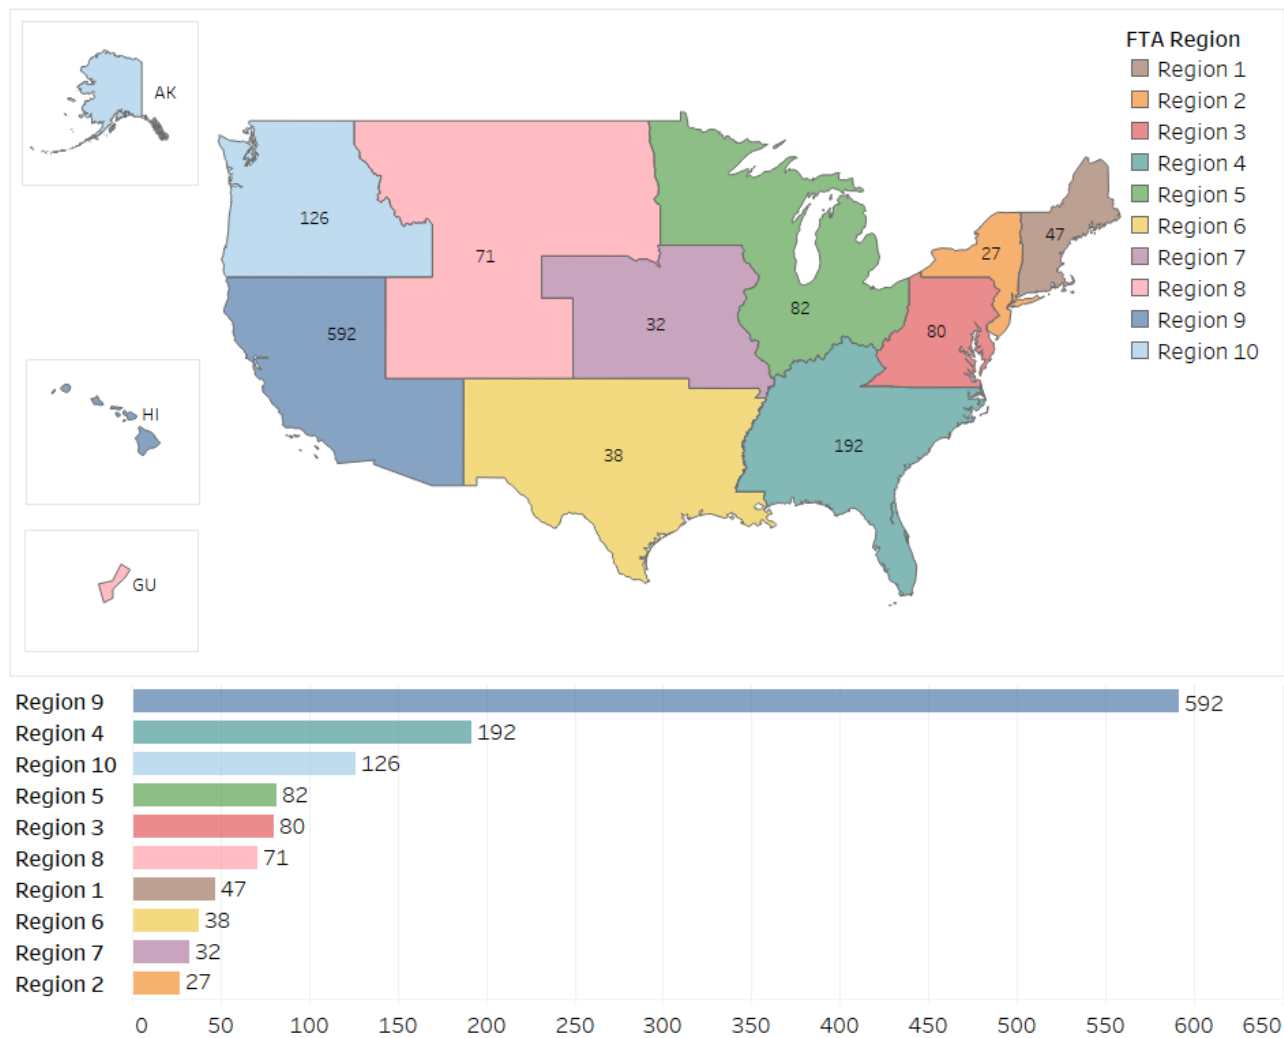 FTA Region
Region 1
Region 2
Region 3
Region 4
Region 5
Region 6
Region 7
Region 8
Region 9
Region 10
AK
HI
GU
126
71
592
32
82
38
192
80
27
47
Region 9 592
Region 4 192
Region 10 126
Region 5 82
Region 3 80
Region 8 71
Region 1 47
Region 6 38
Region 7 32
Region 2 27
0 50 100 150 200 250 300 350 400 450 500 550 600 650